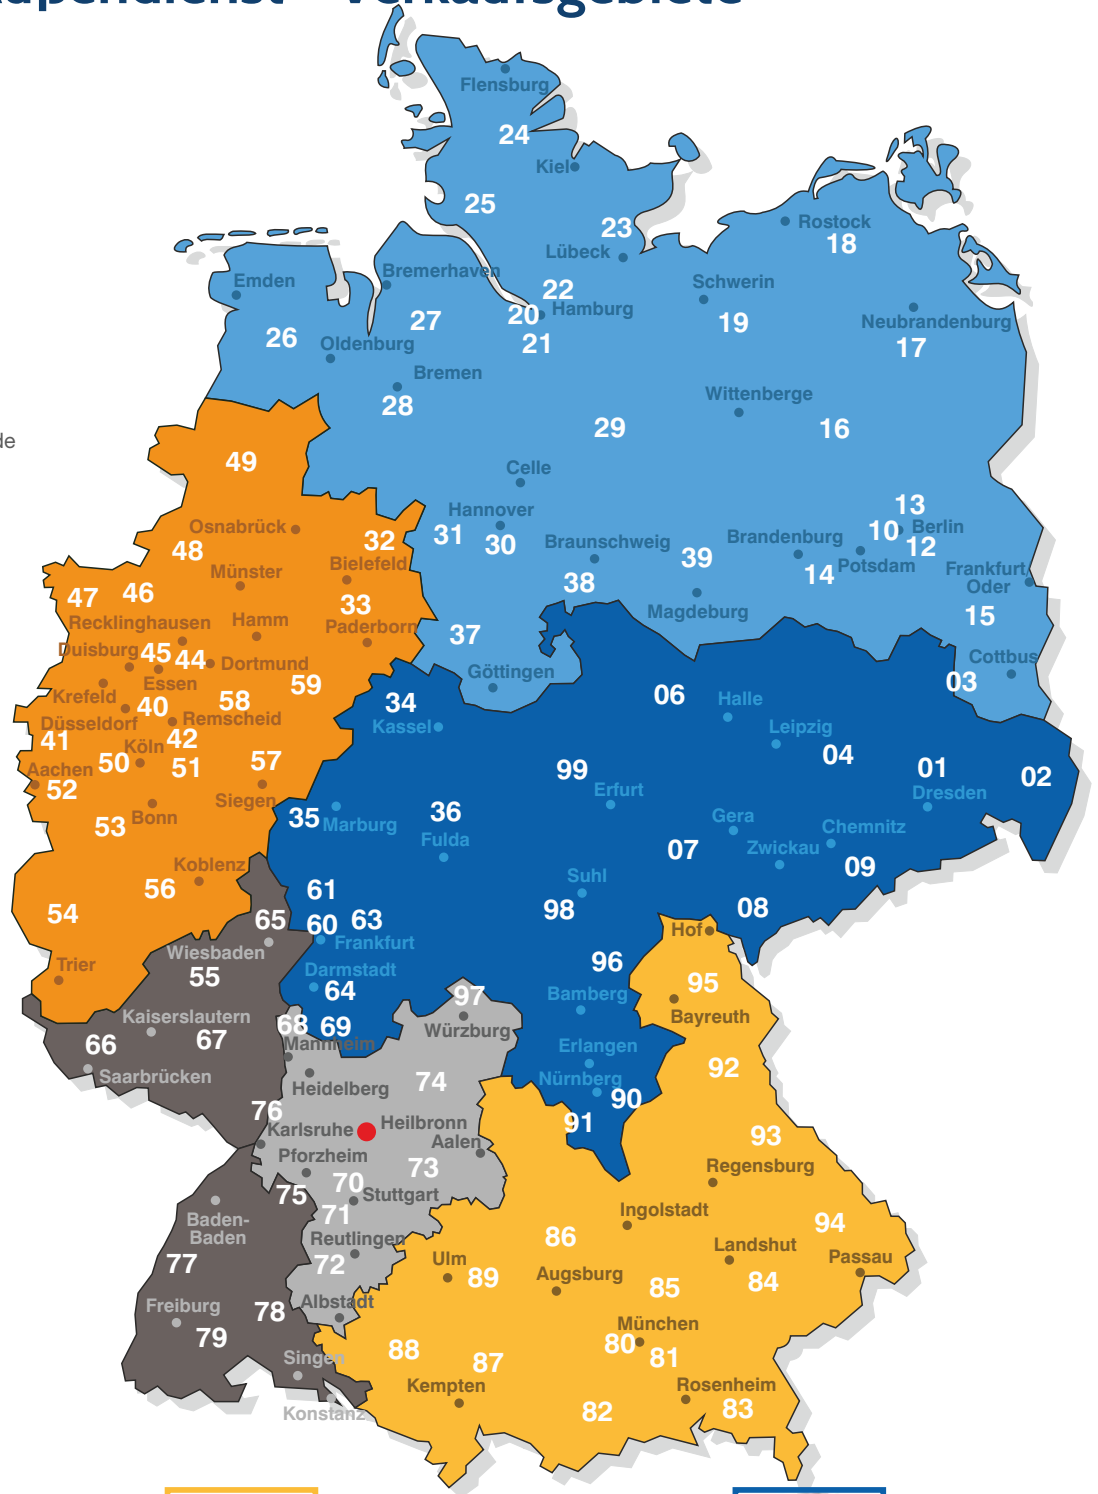 Außendienst – Verkaufsgebiete
Flensburg
24
Kiel
25
23
Rostock
18
Lübeck
Bremerhaven
Emden
Schwerin
22
Hamburg
20
27
19
Neubrandenburg
26
21
Oldenburg
17
Bremen
Wittenberge
28
29
16
de
49
Celle
13
Hannover
Osnabrück
10
Berlin
31
32
30
Braunschweig
Brandenburg
12
48
39
Bielefeld
Potsdam
Frankfurt/
Oder
Münster
14
38
46
47
33
Magdeburg
15
Recklinghausen
Hamm
Paderborn
37
Duisburg
45
44
Dortmund
Göttingen
Cottbus
Essen
59
03
Krefeld
58
06
34
Halle
40
Düsseldorf
Remscheid
Kassel
Leipzig
41
42
Köln
04
50
57
51
99
01
02
Aachen
52
Siegen
Erfurt
Dresden
35
Marburg
36
Bonn
53
Gera
Chemnitz
Fulda
07
Zwickau
Koblenz
09
56
61
Suhl
54
65
60
63
98
08
Hof
Frankfurt
Wiesbaden
Trier
55
Darmstadt
96
64
95
97
Bamberg
Kaiserslautern
68
69
Würzburg
Bayreuth
67
66
Mannheim
Erlangen
92
Saarbrücken
Heidelberg
74
Nürnberg
90
76
Karlsruhe
Heilbronn
91
Aalen
93
Pforzheim
73
Regensburg
75
70
Stuttgart
71
Baden-
Baden
Ingolstadt
94
Reutlingen
86
77
72
Ulm
89
Landshut
Passau
Augsburg
85
84
Freiburg
78
Albstadt
79
München
80
88
81
Singen
87
Kempten
Rosenheim
Konstanz
82
83